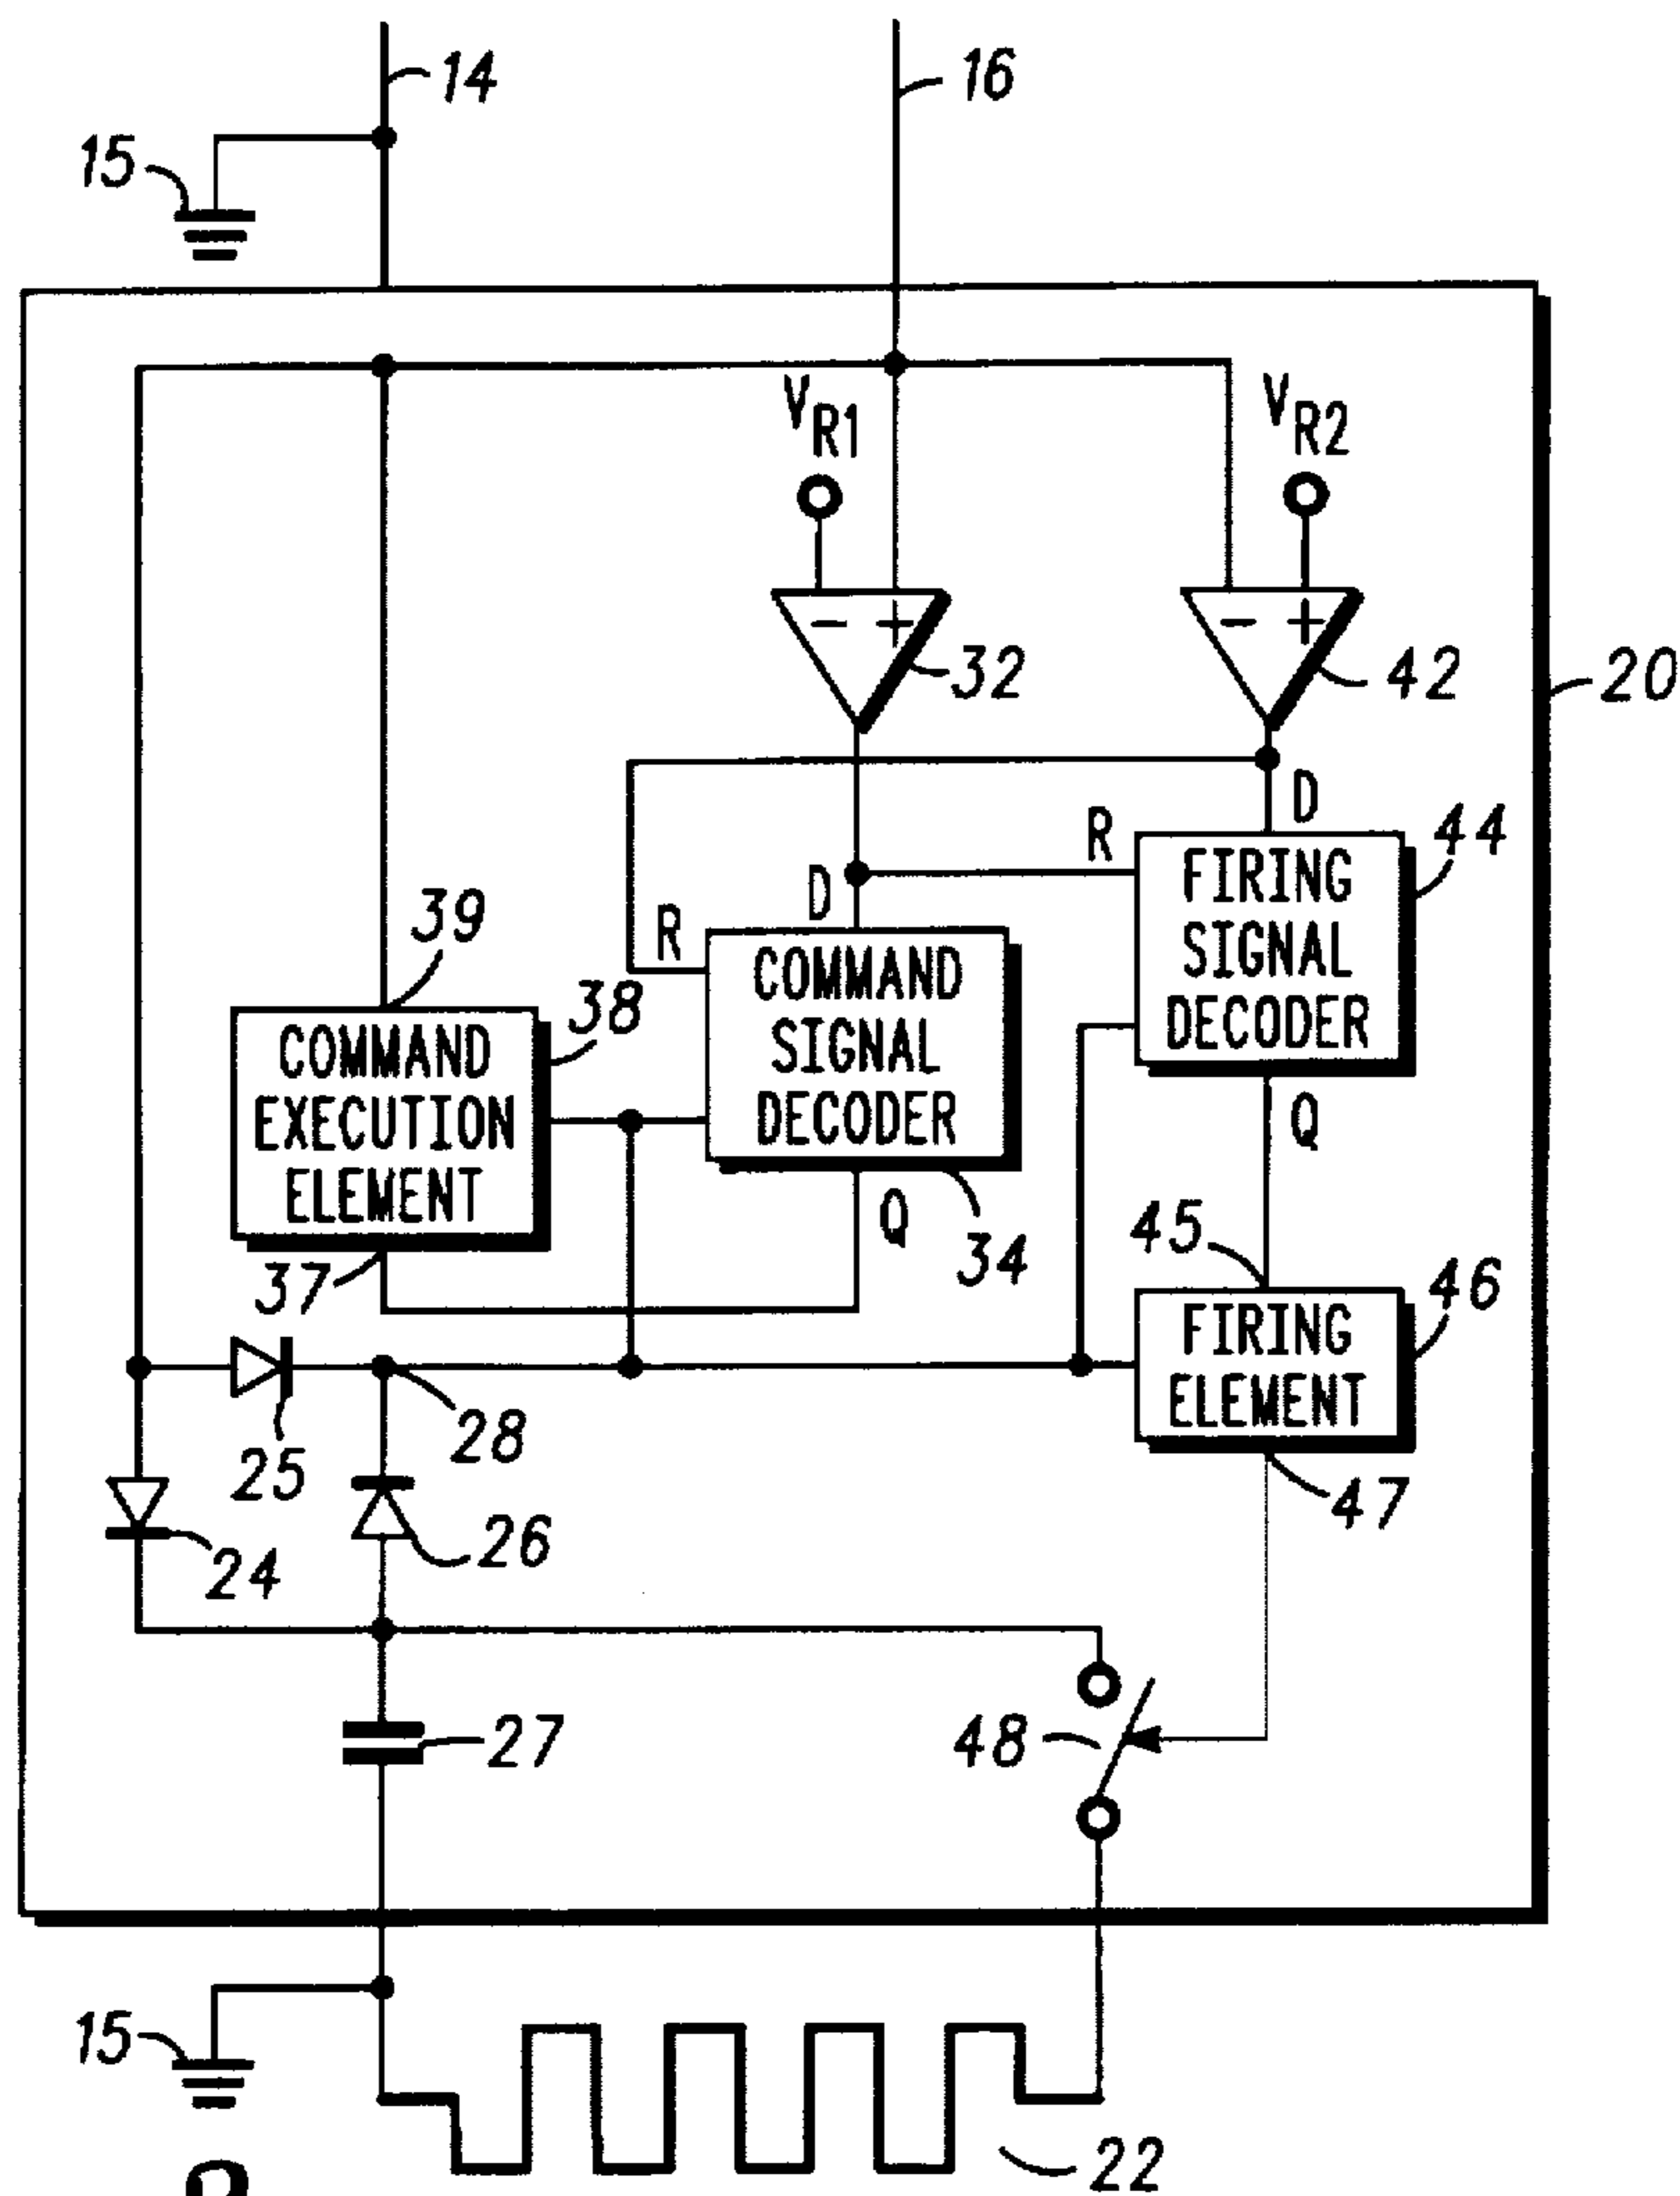 14
16
15
V R1
V R2
- +
- +
32
42
20
D
R
44
FIRING
SIGNAL
DECODER
D
R
39
38
COMMAND
SIGNAL
DECODER
COMMAND
EXECUTION
ELEMENT
Q
Q
34
45
46
37
FIRING
ELEMENT
28
25
47
26
24
27
48
15
22